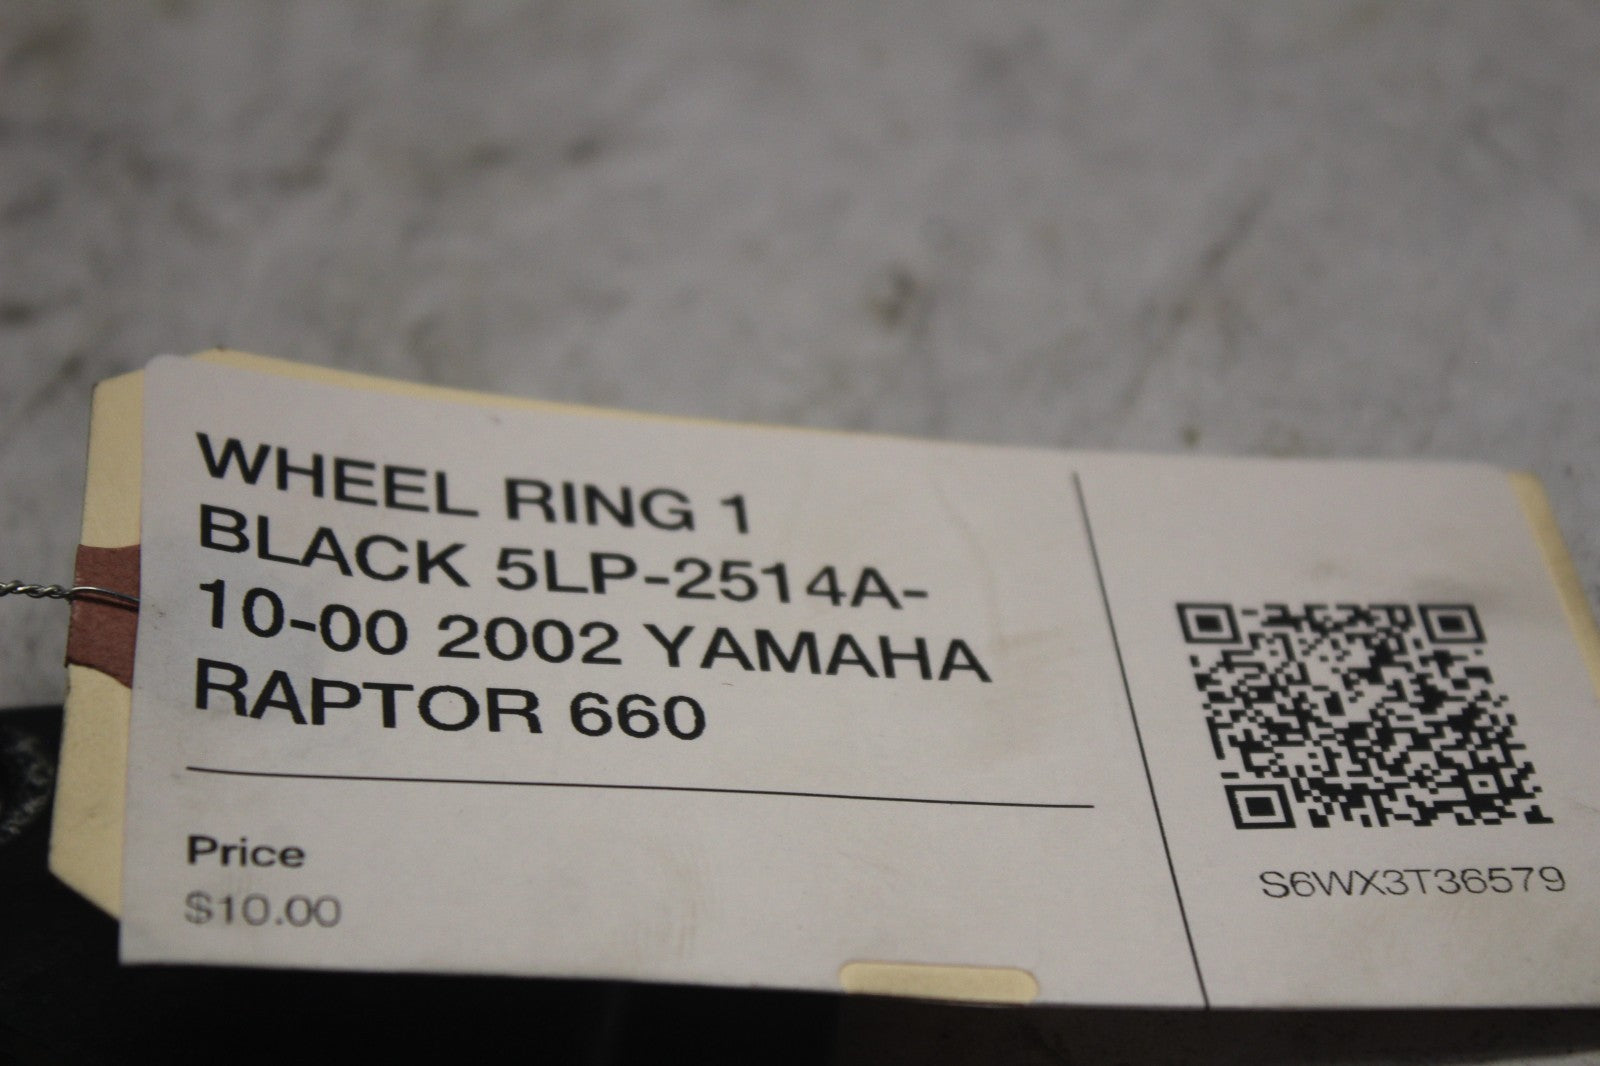 WHEEL RING 1
BLACK 5LP-2514A-
10-00 2002 YAMAHA
RAPTOR 660
Price
$10.00
S6WX3T36579